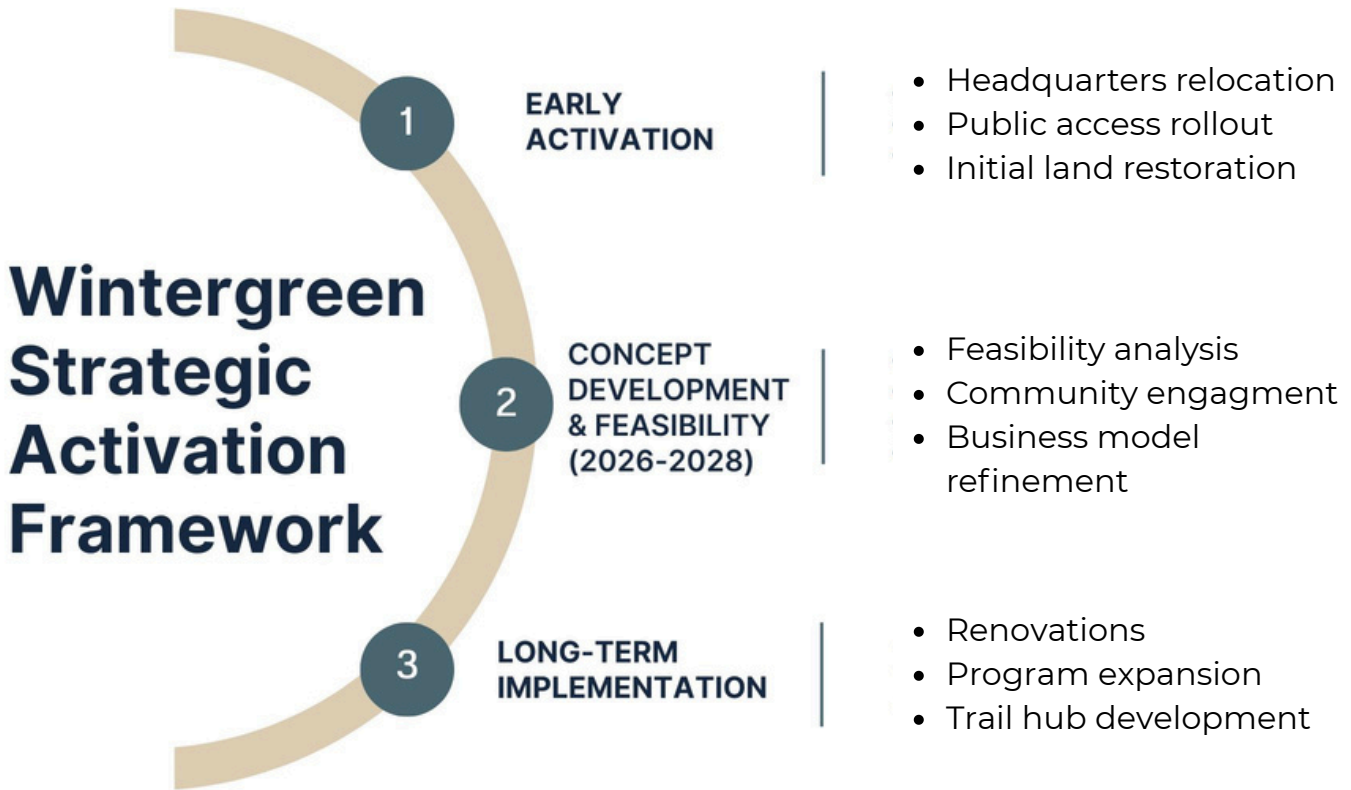 Wintergreen
Strategic
Activation
Framework
1
EARLY
ACTIVATION
• Headquarters relocation
• Public access rollout
• Initial land restoration
2
CONCEPT
DEVELOPMENT
& FEASIBILITY
(2026-2028)
• Feasibility analysis
• Community engagment
• Business model
refinement
3
LONG-TERM
IMPLEMENTATION
• Renovations
• Program expansion
• Trail hub development